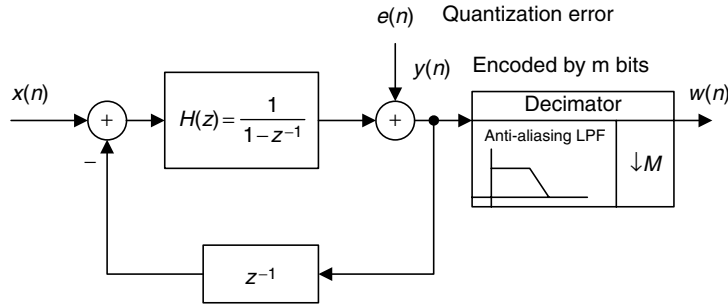 e(n) Quantization error
y(n) Encoded by m bits
x(n)
w(n)
+
H(z) = 1 / (1 − z⁻¹)
+
Decimator
Anti-aliasing LPF
↓M
−
z⁻¹